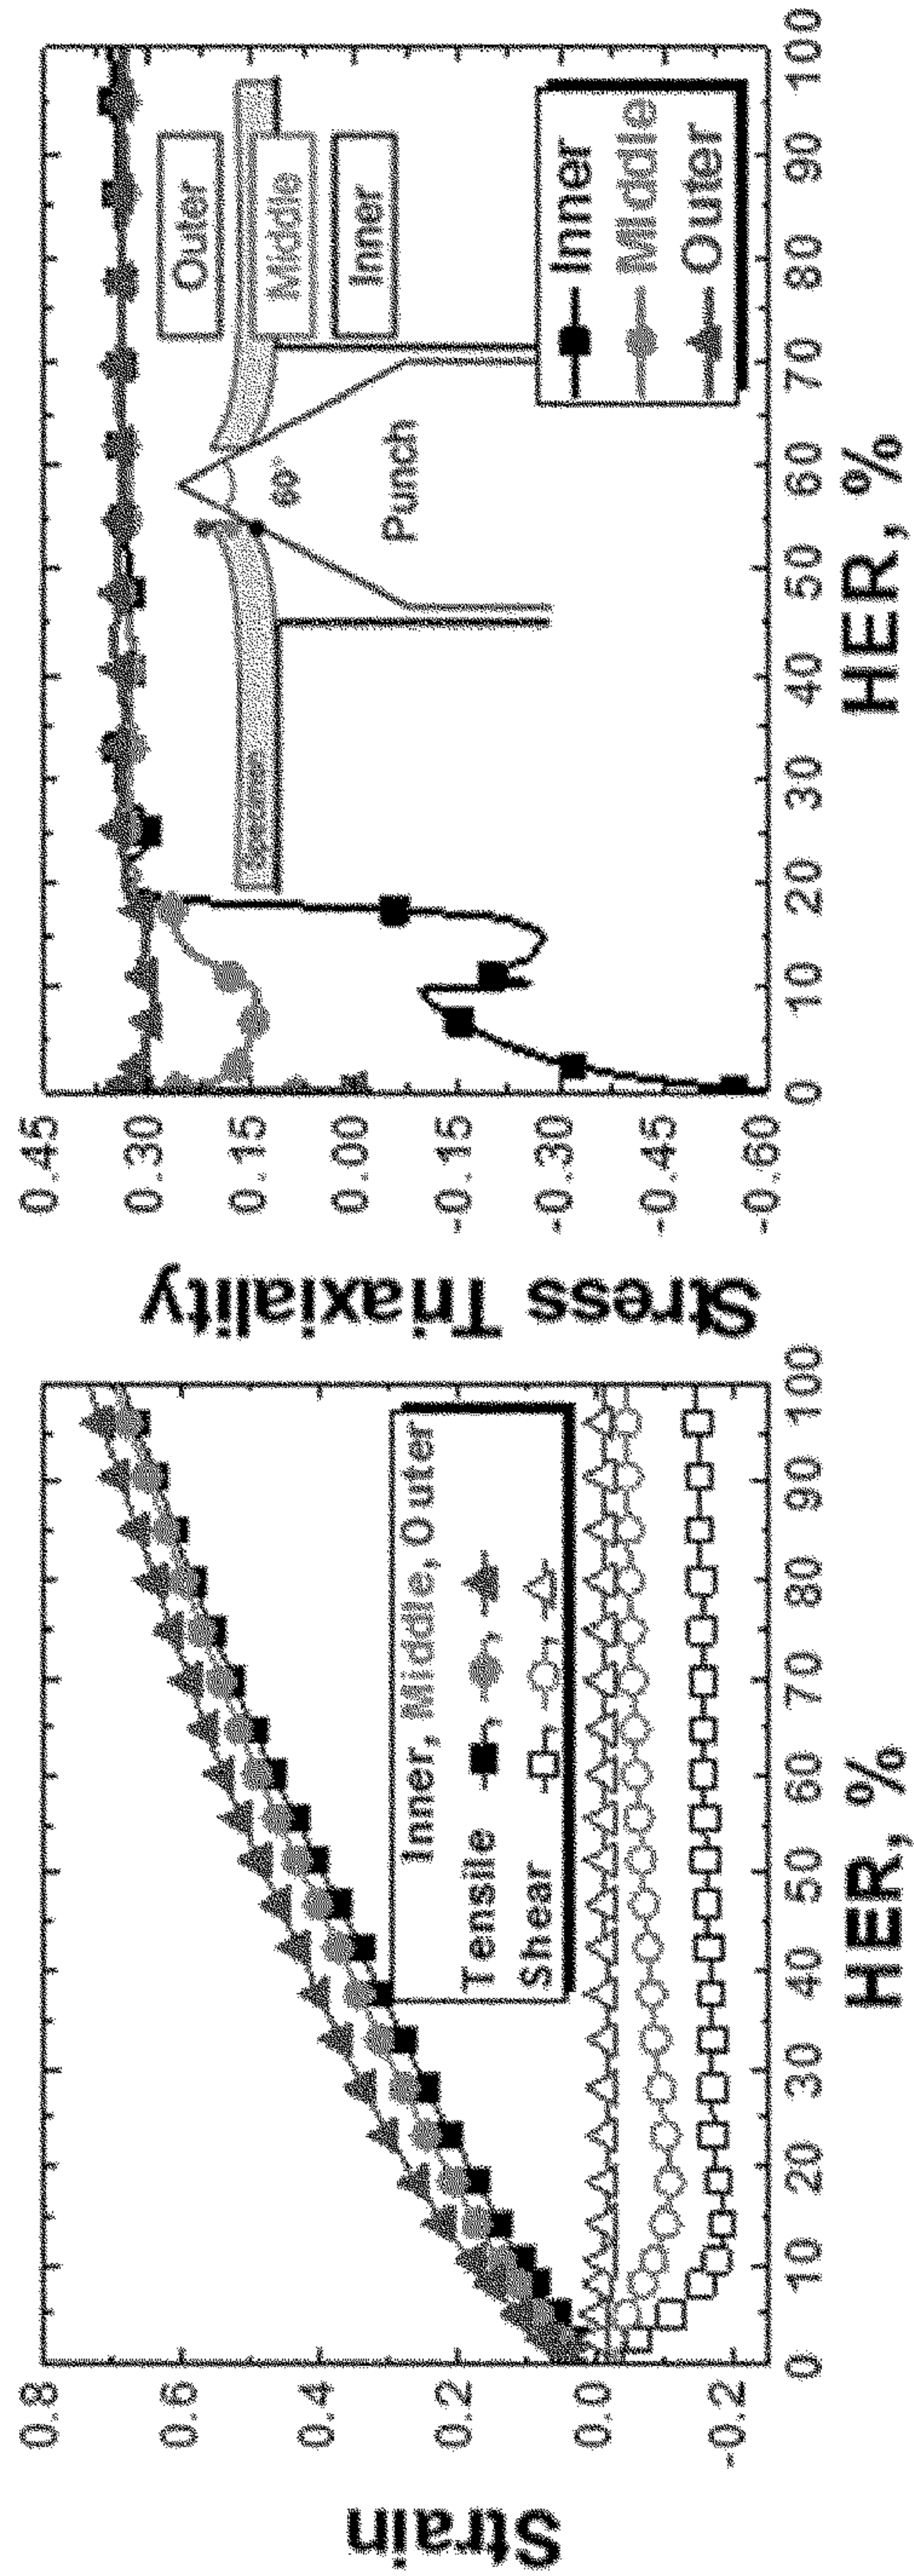 Strain
0.8
0.6
0.4
0.2
0.0
-0.2
0 10 20 30 40 50 60 70 80 90 100
HER, %
Inner, Middle, Outer
Tensile
Shear
Stress Triaxiality
0.45
0.30
0.15
0.00
-0.15
-0.30
-0.45
-0.60
0 10 20 30 40 50 60 70 80 90 100
HER, %
Outer
Middle
Inner
Specimen
60°
Punch
Inner
Middle
Outer